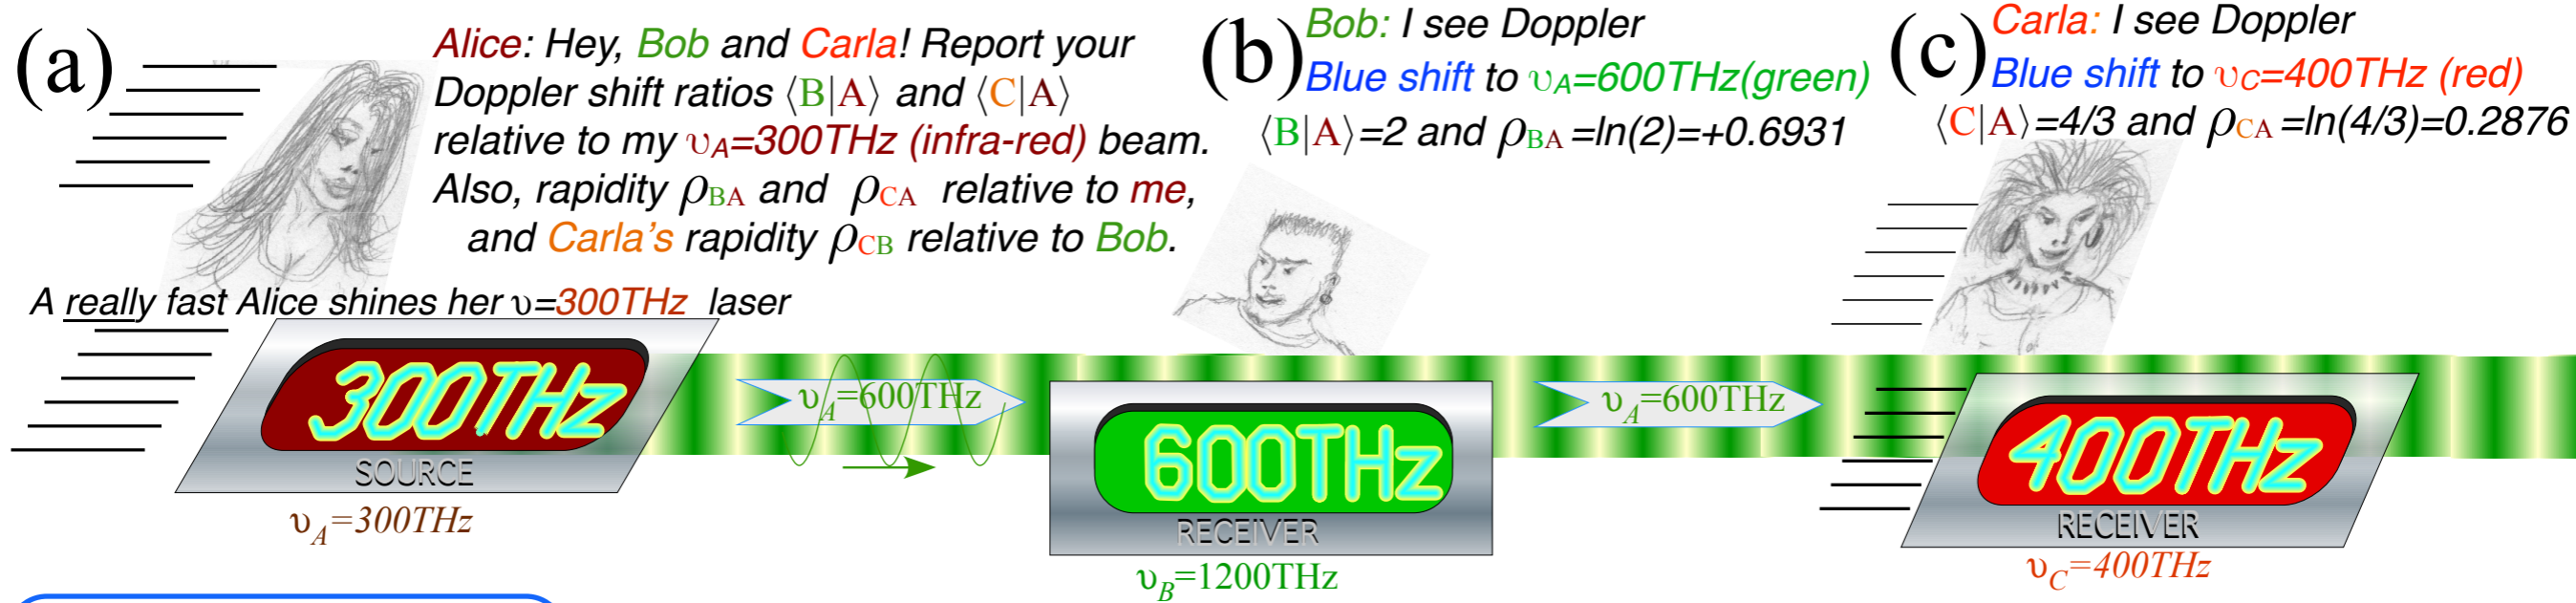 (a)
Alice: Hey, Bob and Carla! Report your
Doppler shift ratios ⟨B|A⟩ and ⟨C|A⟩
relative to my υA=300THz (infra-red) beam.
Also, rapidity ρBA and ρCA relative to me,
and Carla's rapidity ρCB relative to Bob.
A really fast Alice shines her υ=300THz laser
300THz
SOURCE
υA=300THz
υA=600THz
(b)
Bob: I see Doppler
Blue shift to υA=600THz(green)
⟨B|A⟩=2 and ρBA=ln(2)=+0.6931
600THz
RECEIVER
υB=1200THz
υA=600THz
(c)
Carla: I see Doppler
Blue shift to υC=400THz (red)
⟨C|A⟩=4/3 and ρCA=ln(4/3)=0.2876
400THz
RECEIVER
υC=400THz